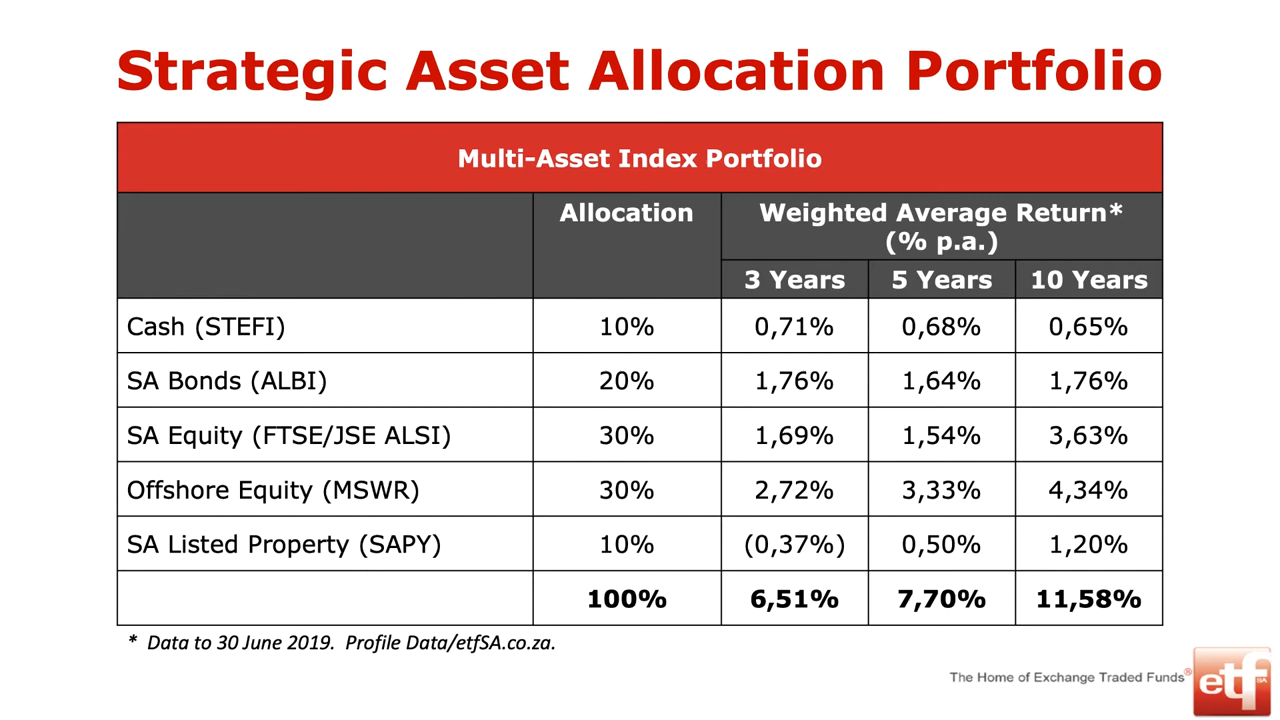 Strategic Asset Allocation Portfolio
Multi-Asset Index Portfolio
Allocation
Weighted Average Return*
(% p.a.)
3 Years 5 Years 10 Years
Cash (STEFI) 10% 0,71% 0,68% 0,65%
SA Bonds (ALBI) 20% 1,76% 1,64% 1,76%
SA Equity (FTSE/JSE ALSI) 30% 1,69% 1,54% 3,63%
Offshore Equity (MSWR) 30% 2,72% 3,33% 4,34%
SA Listed Property (SAPY) 10% (0,37%) 0,50% 1,20%
100% 6,51% 7,70% 11,58%
* Data to 30 June 2019. Profile Data/etfSA.co.za.
The Home of Exchange Traded Funds®
etf SA